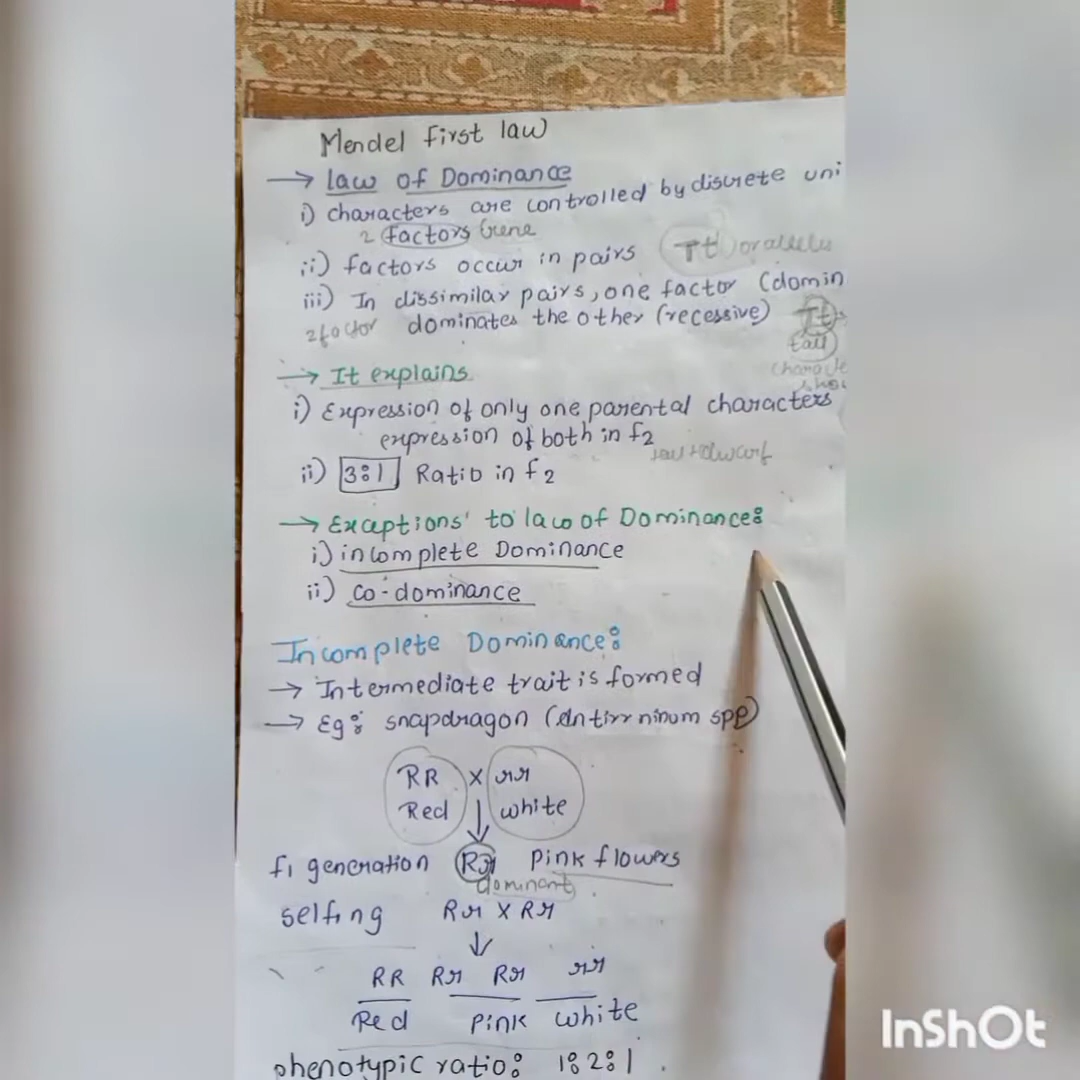 Mendel first law
→ law of Dominance
i) characters are controlled by discrete uni
2 factors Gene
ii) factors occur in pairs Tt or allele
iii) In dissimilar pairs, one factor (domin
2 factor dominates the other (recessive) Tt
tall
characte
→ It explains
i) Expression of only one parental characters
expression of both in f2
dwarf
ii) 3:1 Ratio in f2
→ Exceptions to law of Dominance:
i) incomplete Dominance
ii) co-dominance
Incomplete Dominance:
→ Intermediate trait is formed
→ Eg: snapdragon (Antirrninum spe)
RR × rr
Red white
f1 generation Rr pink flowers
dominant
selfing Rr × Rr
RR Rr Rr rr
Red Pink white
phenotypic ratio: 1:2:1
InShOt